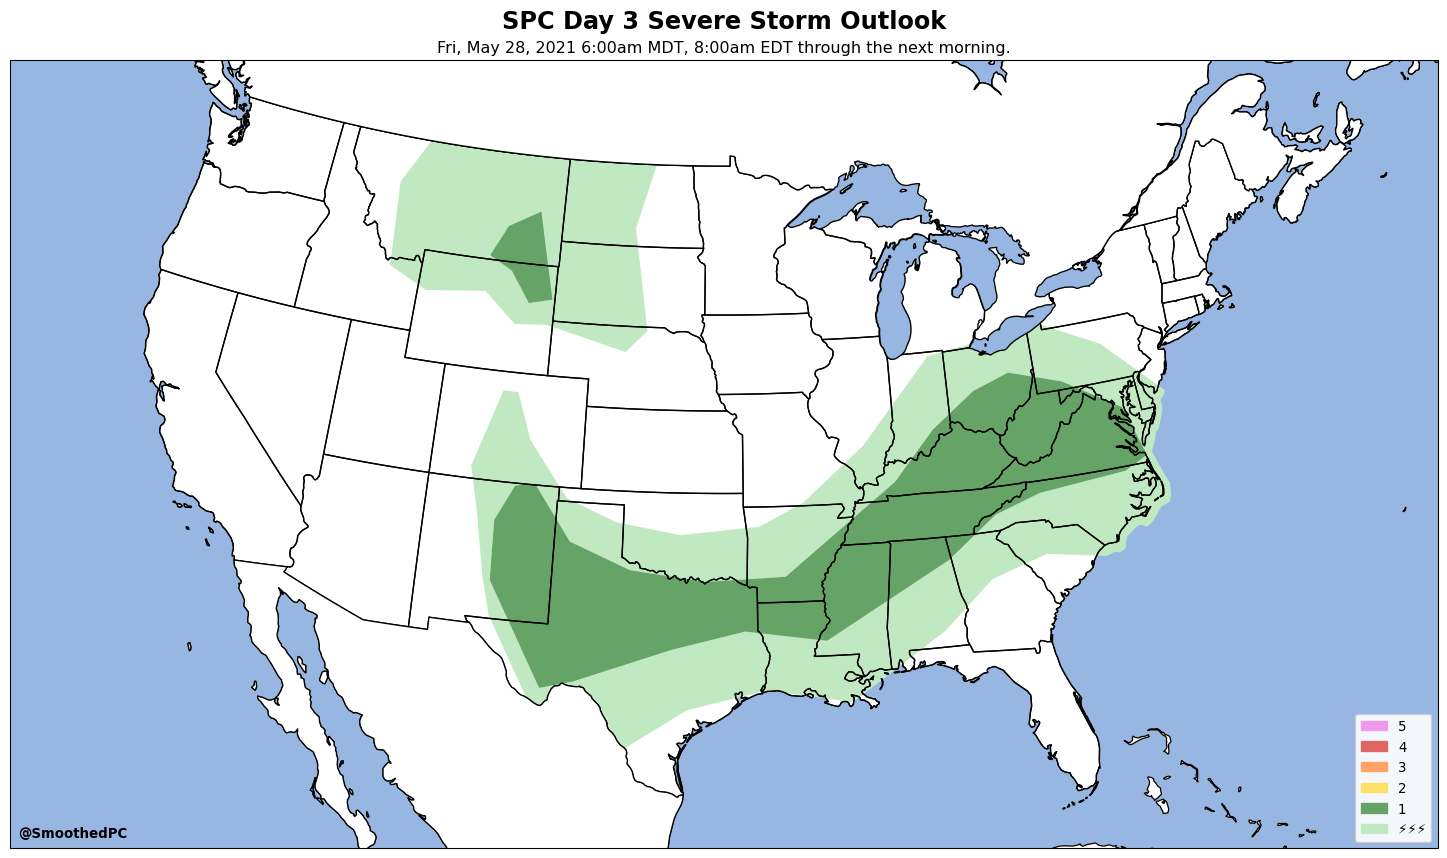 SPC Day 3 Severe Storm Outlook
Fri, May 28, 2021 6:00am MDT, 8:00am EDT through the next morning.
5
4
3
2
1
⚡⚡⚡
@SmoothedPC